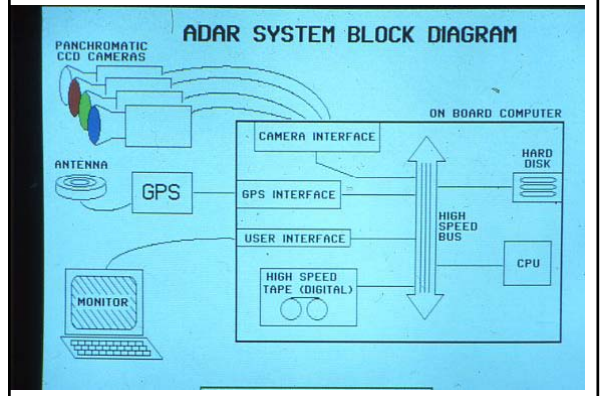 ADAR SYSTEM BLOCK DIAGRAM
PANCHROMATIC
CCD CAMERAS
ON BOARD COMPUTER
CAMERA INTERFACE
ANTENNA
HARD
DISK
GPS
GPS INTERFACE
HIGH
SPEED
BUS
USER INTERFACE
CPU
HIGH SPEED
TAPE (DIGITAL)
MONITOR